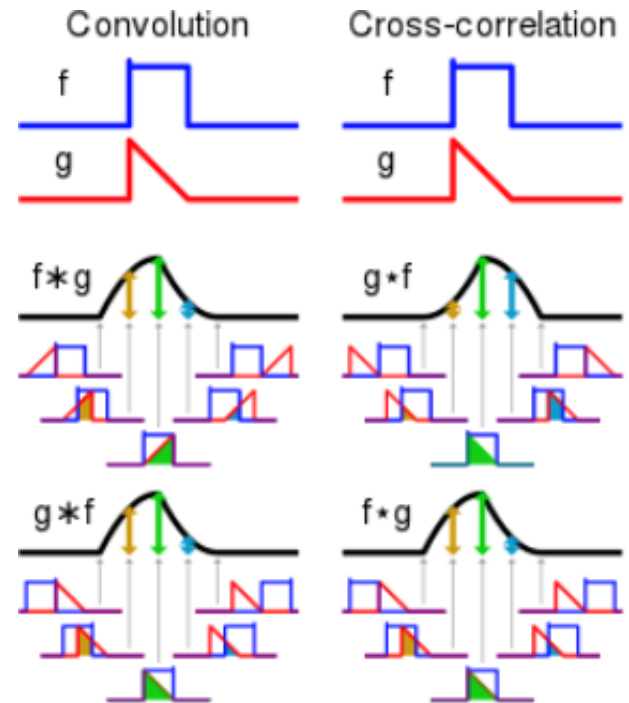 Convolution Cross-correlation
f f
g g
f∗g g⋆f
g∗f f⋆g